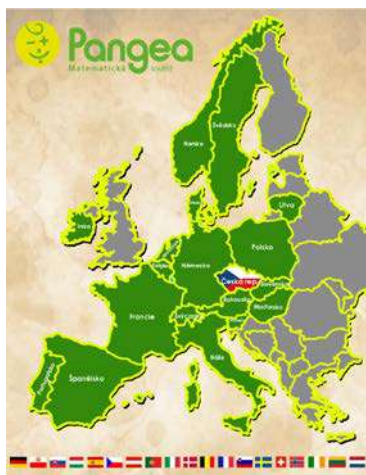 Pangea
Matematická soutěž
Švédsko
Norsko
Litva
Irsko
Polsko
Německo
Belgie
Česká rep.
Slovensko
Rakousko
Maďarsko
Francie
Švýcarsko
Itálie
Portugalsko
Španělsko